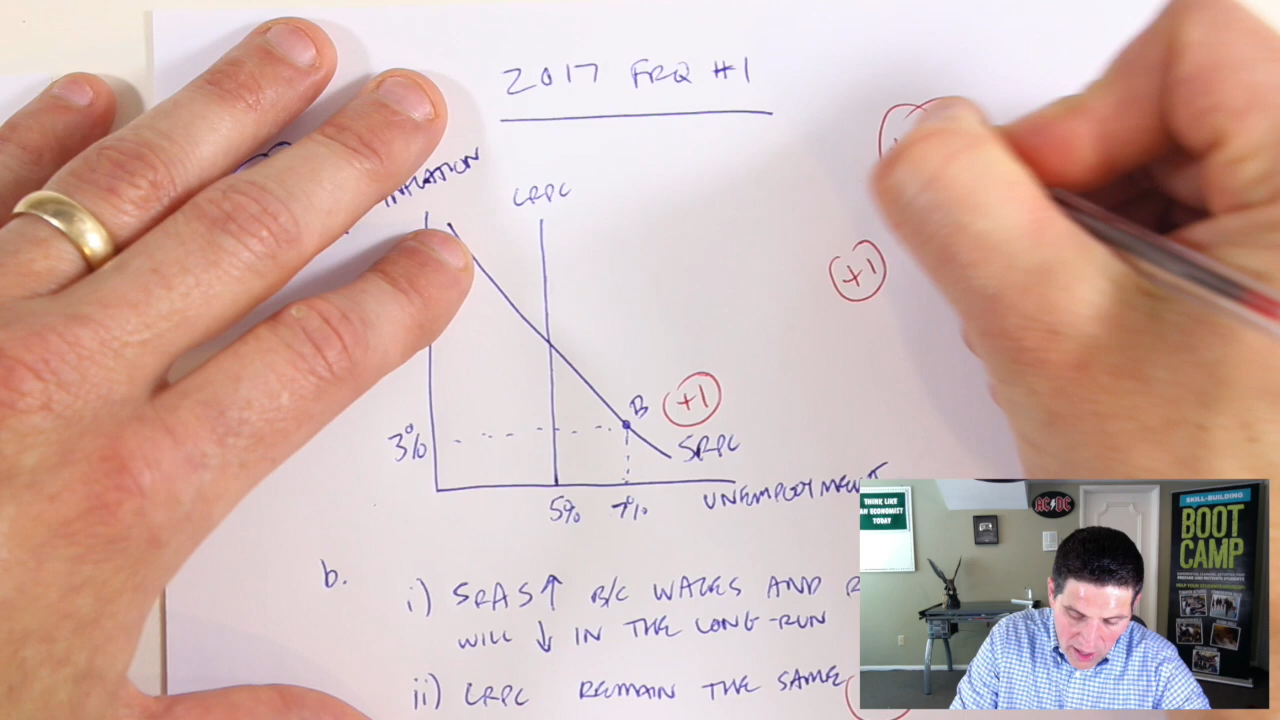 2017 FRQ #1
INFLATION
LRPC
+1
B
+1
3%
SRPC
5%
7%
UNEMPLOYMENT
b.
i) SRAS↑ B/C WAGES AND
WILL ↓ IN THE LONG-RUN
ii) LRPC REMAIN THE SAME
THINK LIKE
AN ECONOMIST
TODAY
AC⚡DC
SKILL-BUILDING
BOOT
CAMP